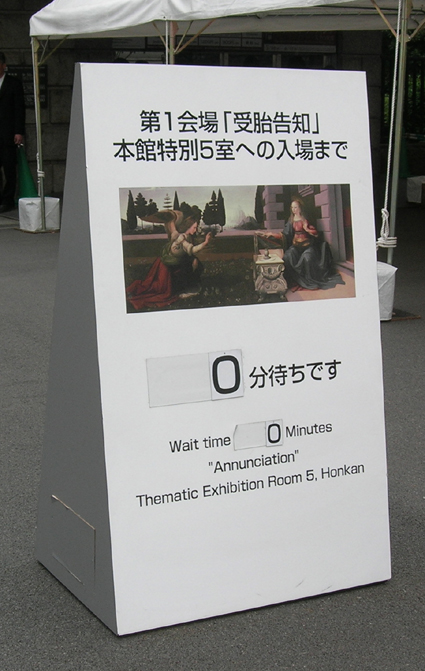 第1会場「受胎告知」
本館特別5室への入場まで
0分待ちです
Wait time 0 Minutes
"Annunciation"
Thematic Exhibition Room 5, Honkan